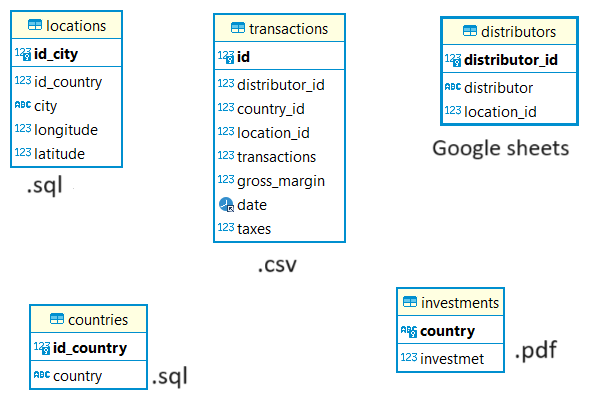 locations
123 id_city
123 id_country
ABC city
123 longitude
123 latitude
.sql
transactions
123 id
123 distributor_id
123 country_id
123 location_id
123 transactions
123 gross_margin
date
123 taxes
.csv
distributors
123 distributor_id
ABC distributor
123 location_id
Google sheets
countries
123 id_country
ABC country
.sql
investments
ABC country
123 investmet
.pdf